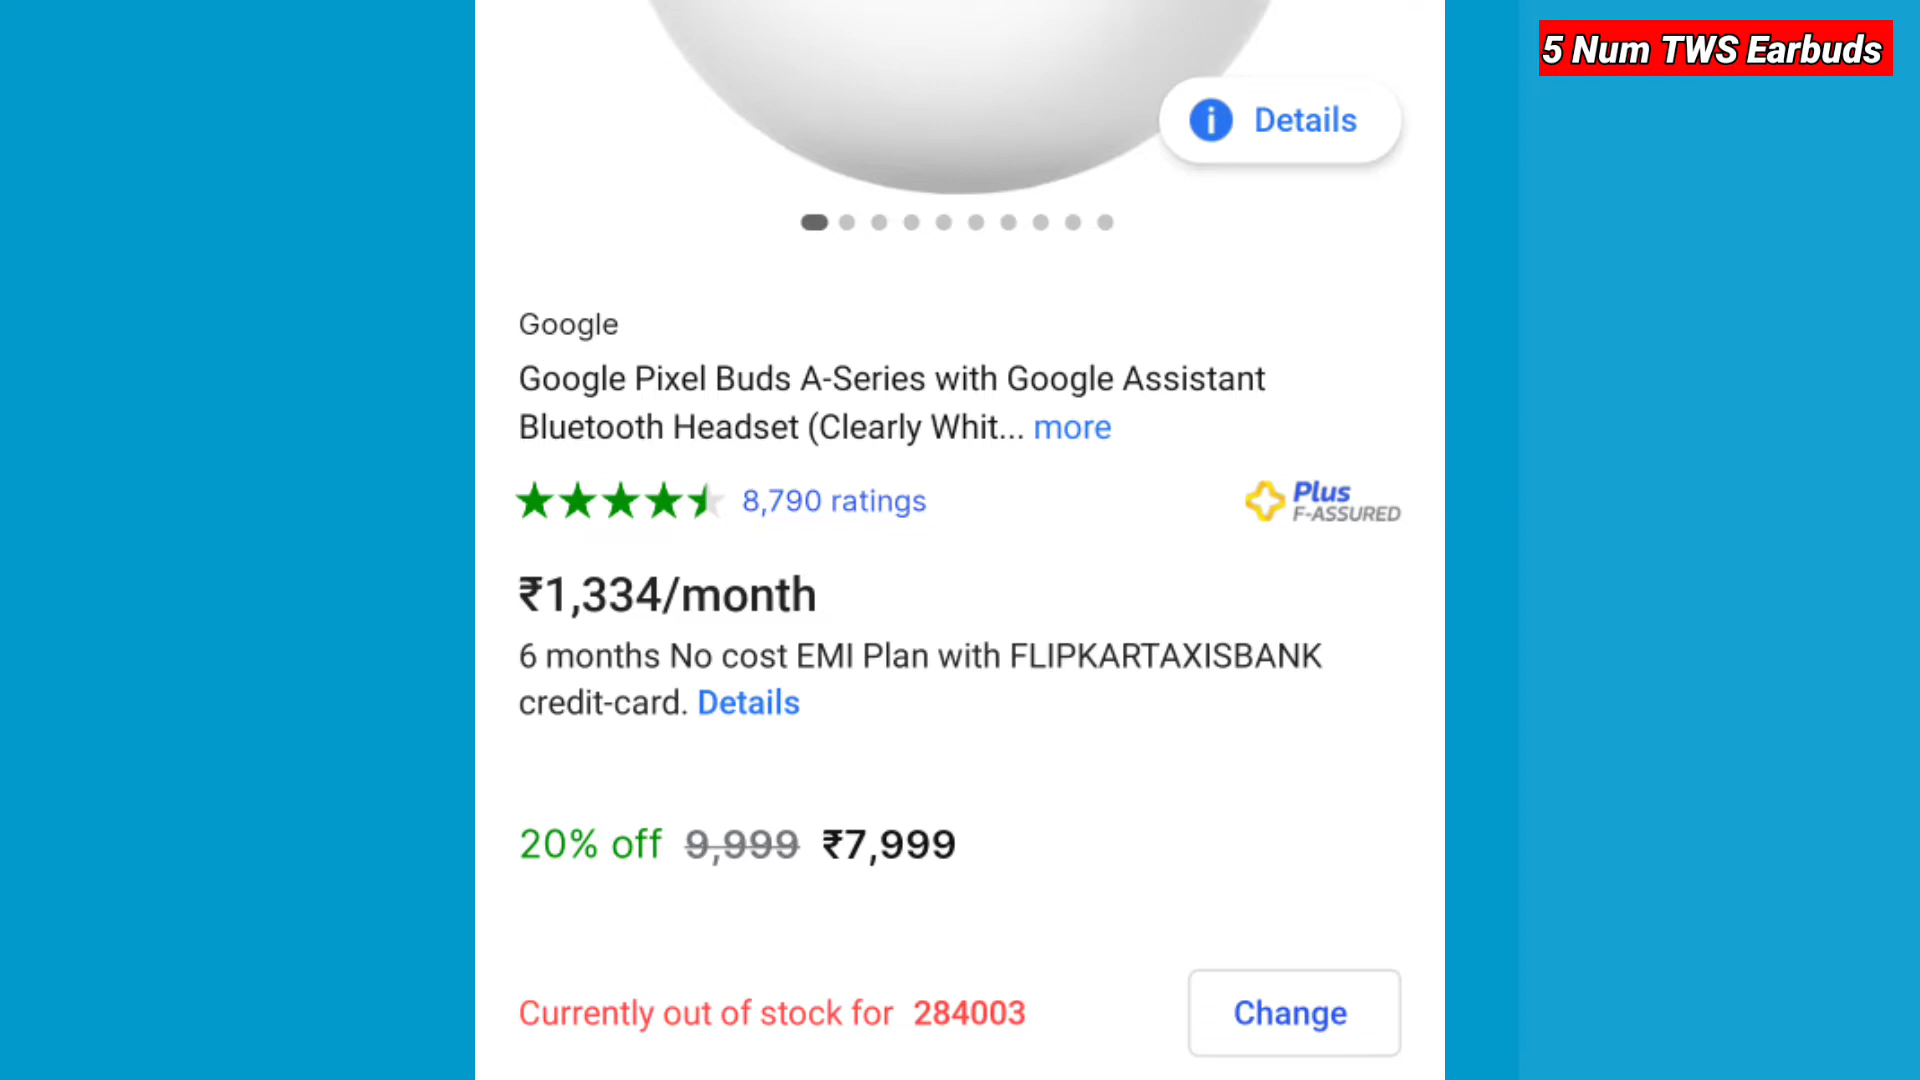 5 Num TWS Earbuds
i Details
Google
Google Pixel Buds A-Series with Google Assistant
Bluetooth Headset (Clearly Whit... more
8,790 ratings
Plus
F-ASSURED
₹1,334/month
6 months No cost EMI Plan with FLIPKARTAXISBANK
credit-card. Details
20% off 9,999 ₹7,999
Currently out of stock for 284003
Change